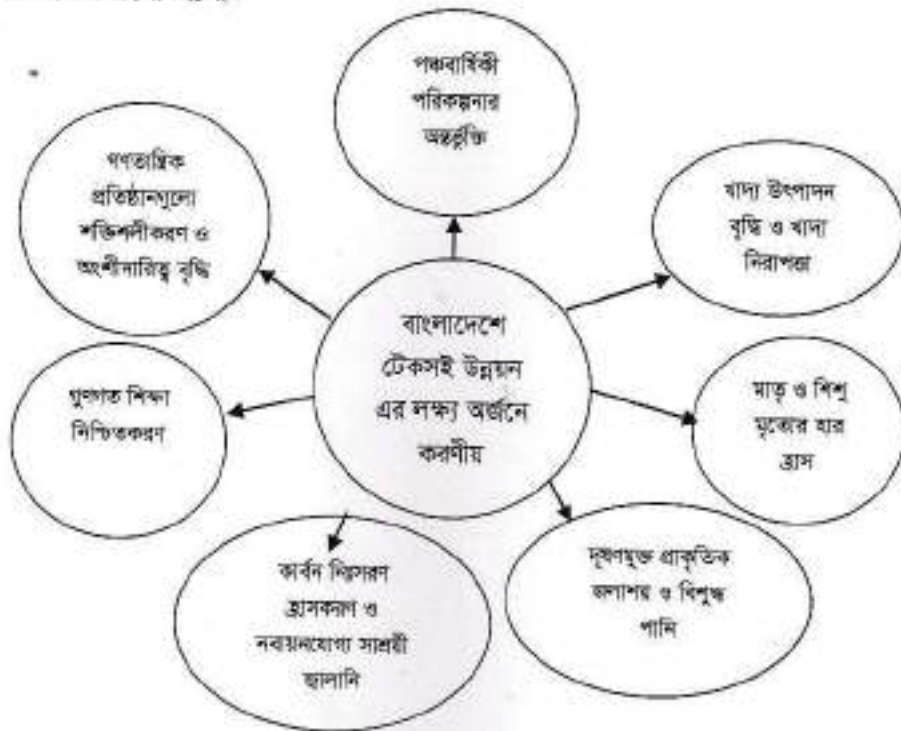 পঞ্চবার্ষিকী
পরিকল্পনার
অন্তর্ভুক্তি
গণতান্ত্রিক
প্রতিষ্ঠানগুলো
শক্তিশালীকরণ ও
অংশীদারিত্ব বৃদ্ধি
খাদ্য উৎপাদন
বৃদ্ধি ও খাদ্য
নিরাপত্তা
বাংলাদেশে
টেকসই উন্নয়ন
এর লক্ষ্য অর্জনে
করণীয়
গুণগত শিক্ষা
নিশ্চিতকরণ
মাতৃ ও শিশু
মৃত্যের হার
হ্রাস
কার্বন নিঃসরণ
হ্রাসকরণ ও
নবায়নযোগ্য সাশ্রয়ী
জ্বালানি
দূষণমুক্ত প্রাকৃতিক
জলাশয় ও বিশুদ্ধ
পানি